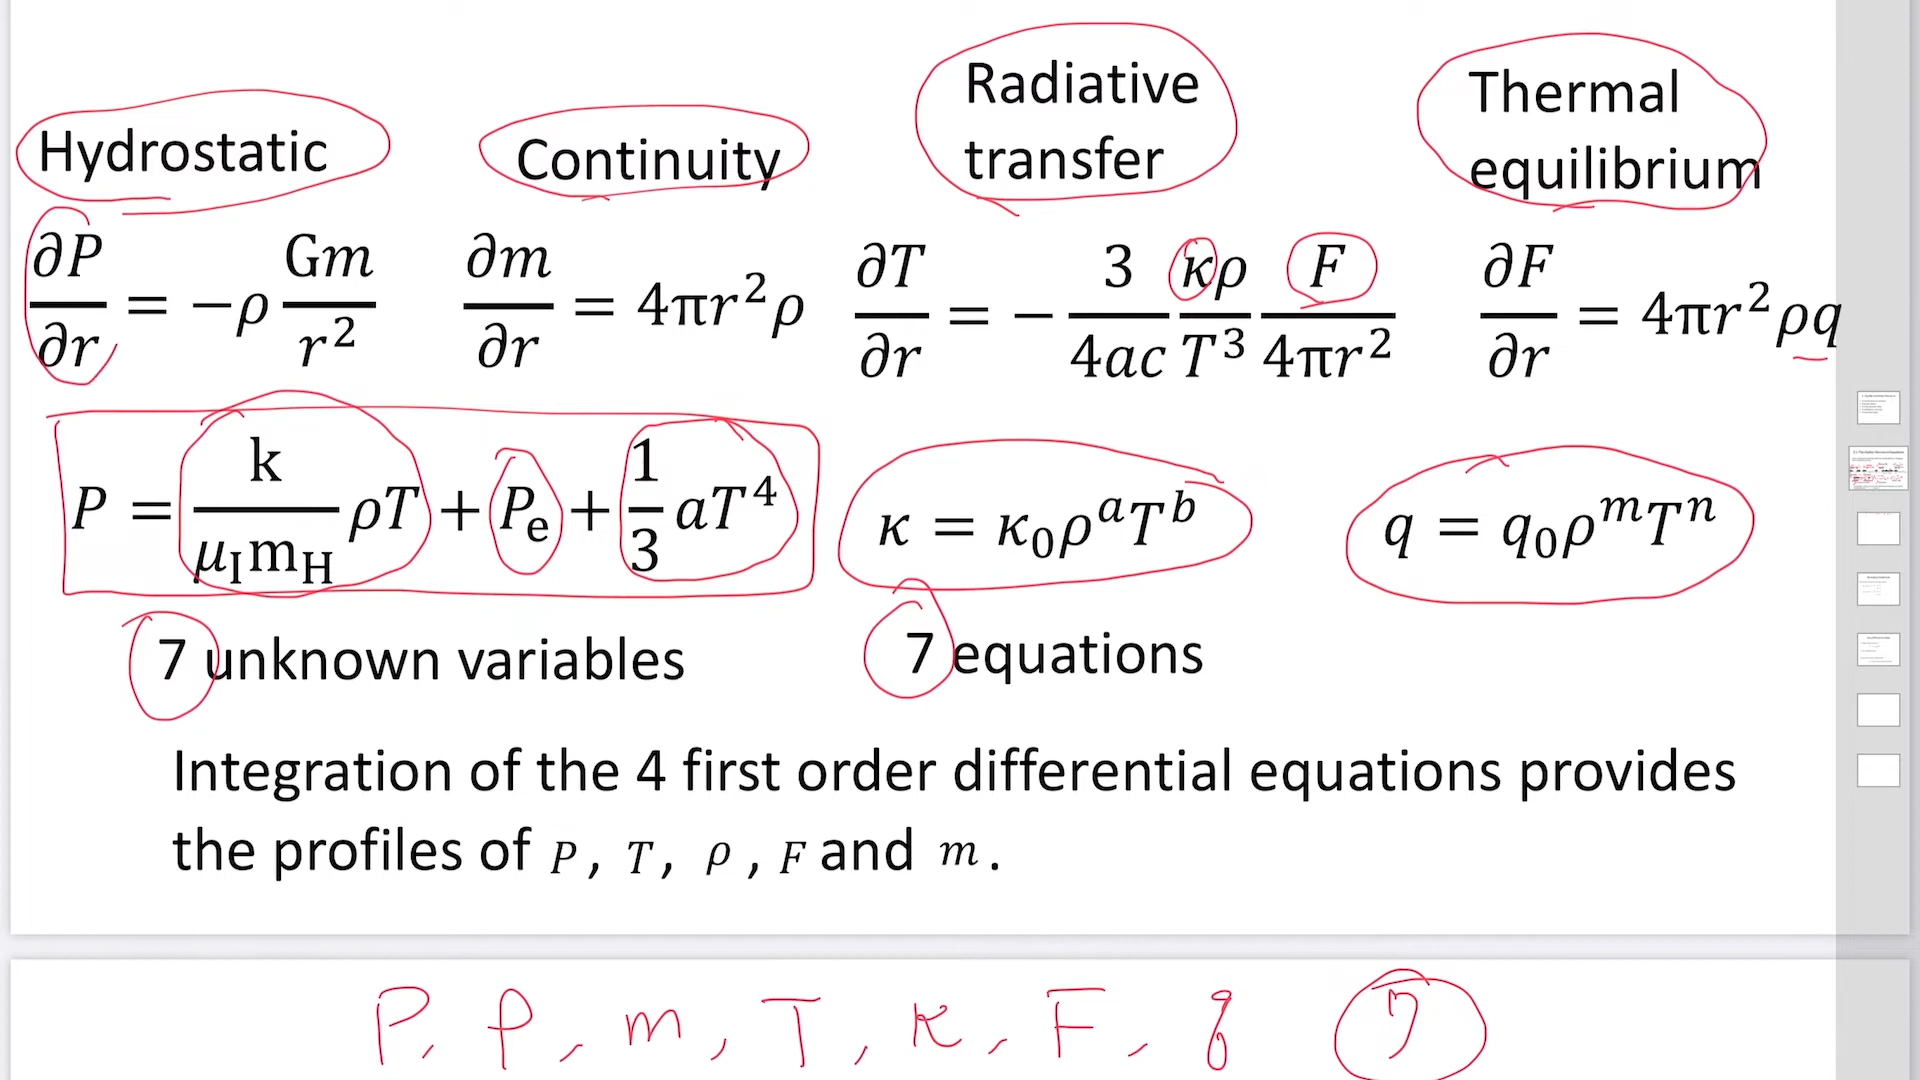 Hydrostatic
Continuity
Radiative
transfer
Thermal
equilibrium
∂P/∂r = −ρ Gm/r²
∂m/∂r = 4πr²ρ
∂T/∂r = − 3/4ac κρ/T³ F/4πr²
∂F/∂r = 4πr²ρq
P = k/μ_I m_H ρT + P_e + 1/3 aT⁴
κ = κ₀ρᵃTᵇ
q = q₀ρᵐTⁿ
7 unknown variables
7 equations
Integration of the 4 first order differential equations provides
the profiles of P, T, ρ, F and m.
P, ρ, m, T, κ, F, q 7